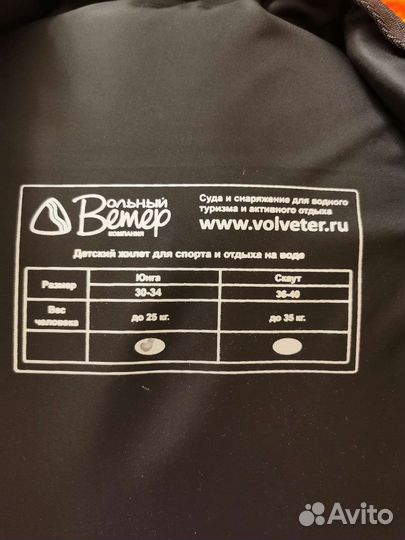 Вольный
Ветер
компания
Суда и снаряжение для водного
туризма и активного отдыха
www.volveter.ru
Детский жилет для спорта и отдыха на воде
Размер Юнга Скаут
30-34 36-40
Вес человека до 25 кг. до 35 кг.
Avito